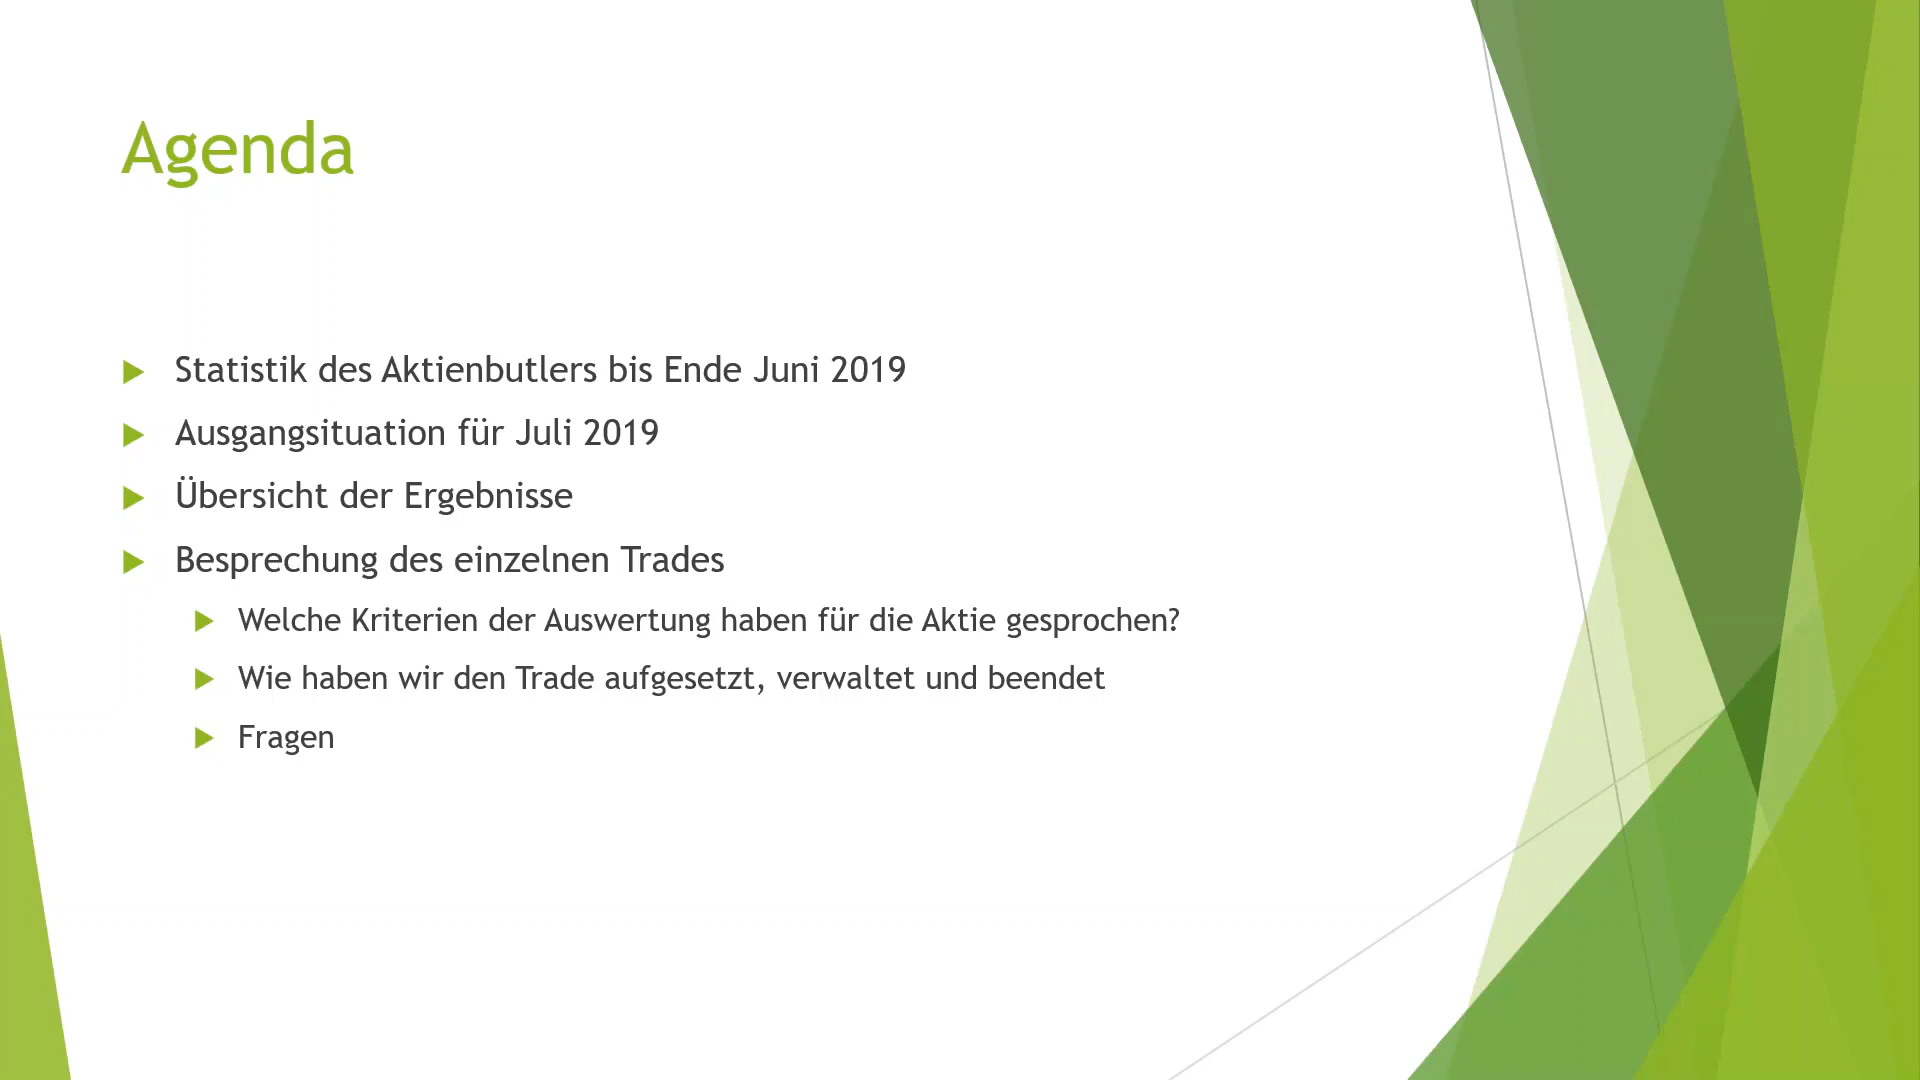 Agenda
Statistik des Aktienbutlers bis Ende Juni 2019
Ausgangsituation für Juli 2019
Übersicht der Ergebnisse
Besprechung des einzelnen Trades
Welche Kriterien der Auswertung haben für die Aktie gesprochen?
Wie haben wir den Trade aufgesetzt, verwaltet und beendet
Fragen